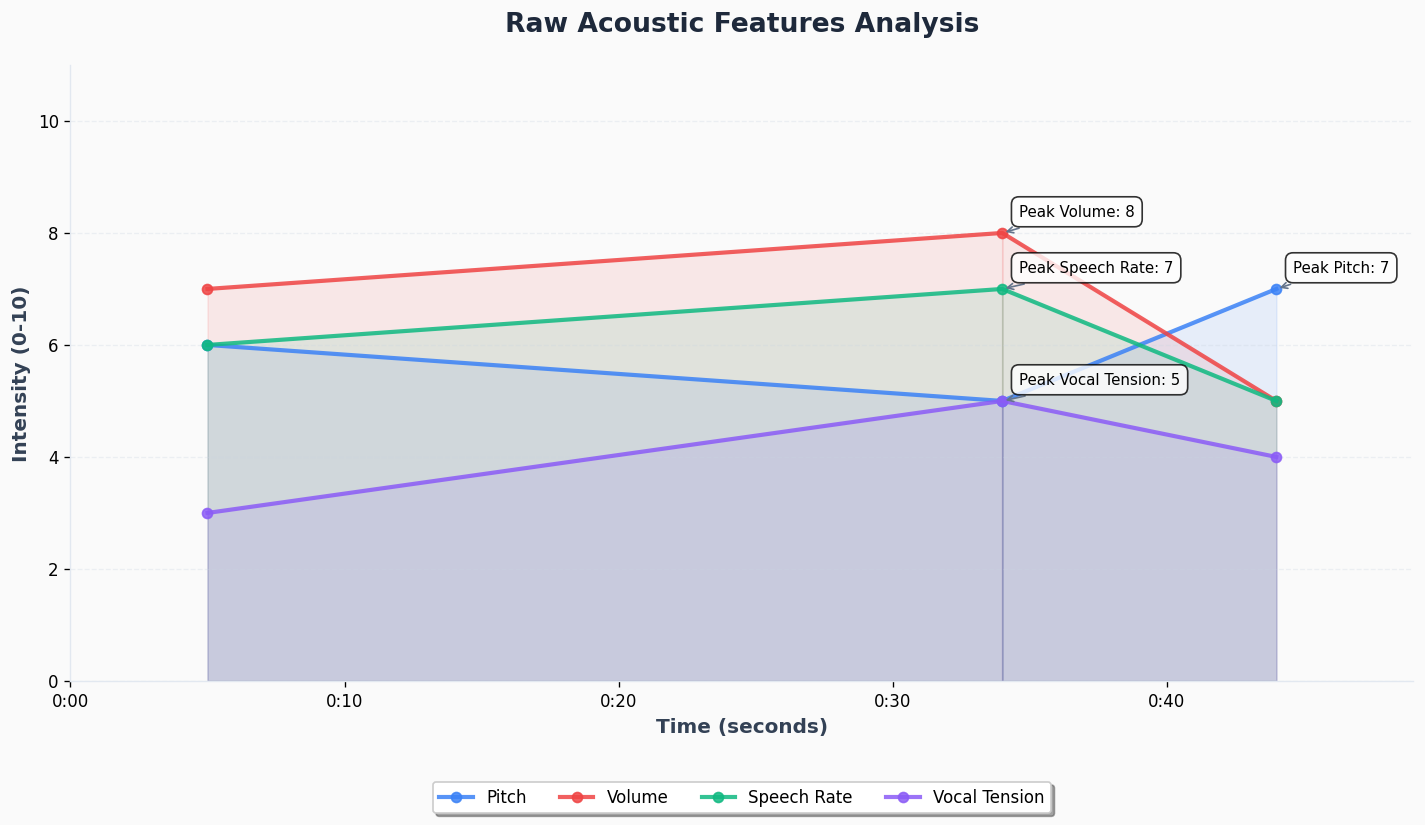 Raw Acoustic Features Analysis
10
8
6
4
2
0
Intensity (0-10)
Peak Volume: 8
Peak Speech Rate: 7
Peak Pitch: 7
Peak Vocal Tension: 5
0:00 0:10 0:20 0:30 0:40
Time (seconds)
Pitch Volume Speech Rate Vocal Tension